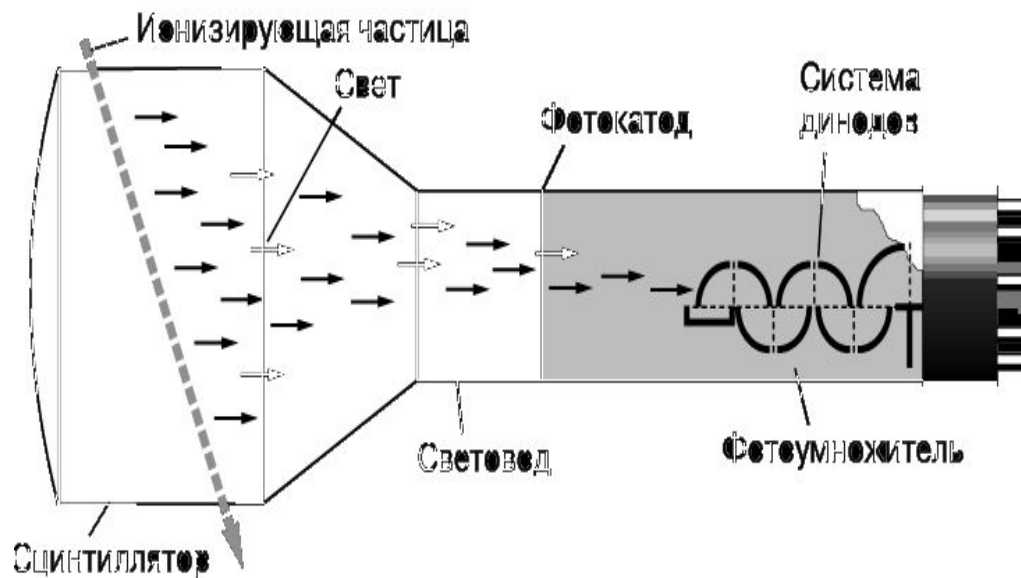 Ионизирующая частица
Свет
Фотокатод
Система
динодов
Световод
Фотоумножитель
Сцинтиллятор